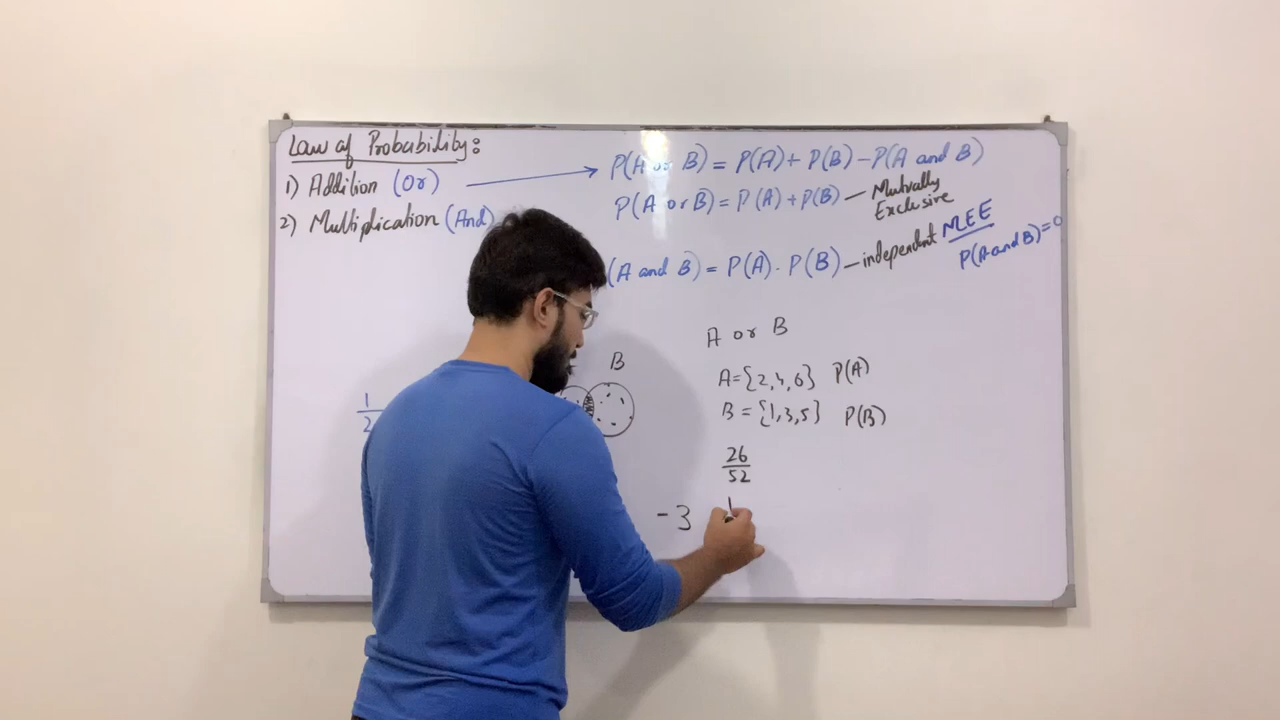 Law of Probability:
1) Addition (Or) → P(A or B) = P(A) + P(B) - P(A and B)
P(A or B) = P(A) + P(B) — Mutually Exclusive
2) Multiplication (And)
(A and B) = P(A) . P(B) — independent
MEE
P(A and B) = 0
A or B
B
A = {2, 4, 6} P(A)
B = {1, 3, 5} P(B)
1
2
26
52
-3